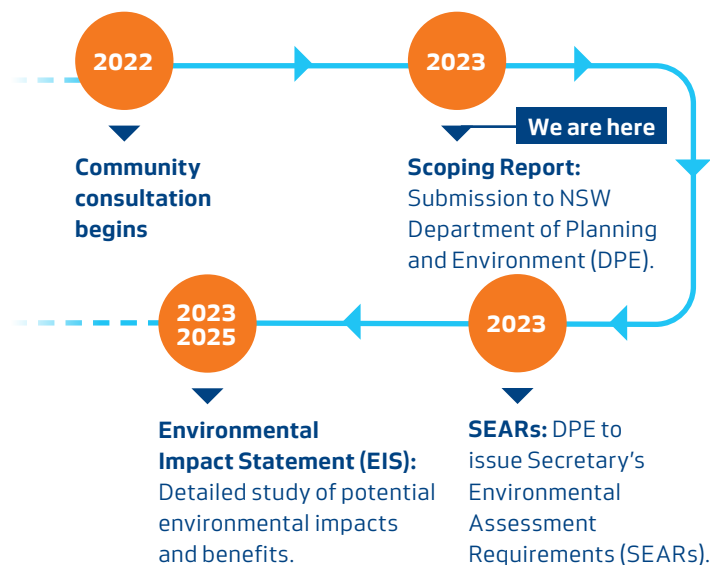 2022
Community
consultation
begins
2023
We are here
Scoping Report:
Submission to NSW
Department of Planning
and Environment (DPE).
2023
SEARs: DPE to
issue Secretary’s
Environmental
Assessment
Requirements (SEARs).
2023
2025
Environmental
Impact Statement (EIS):
Detailed study of potential
environmental impacts
and benefits.